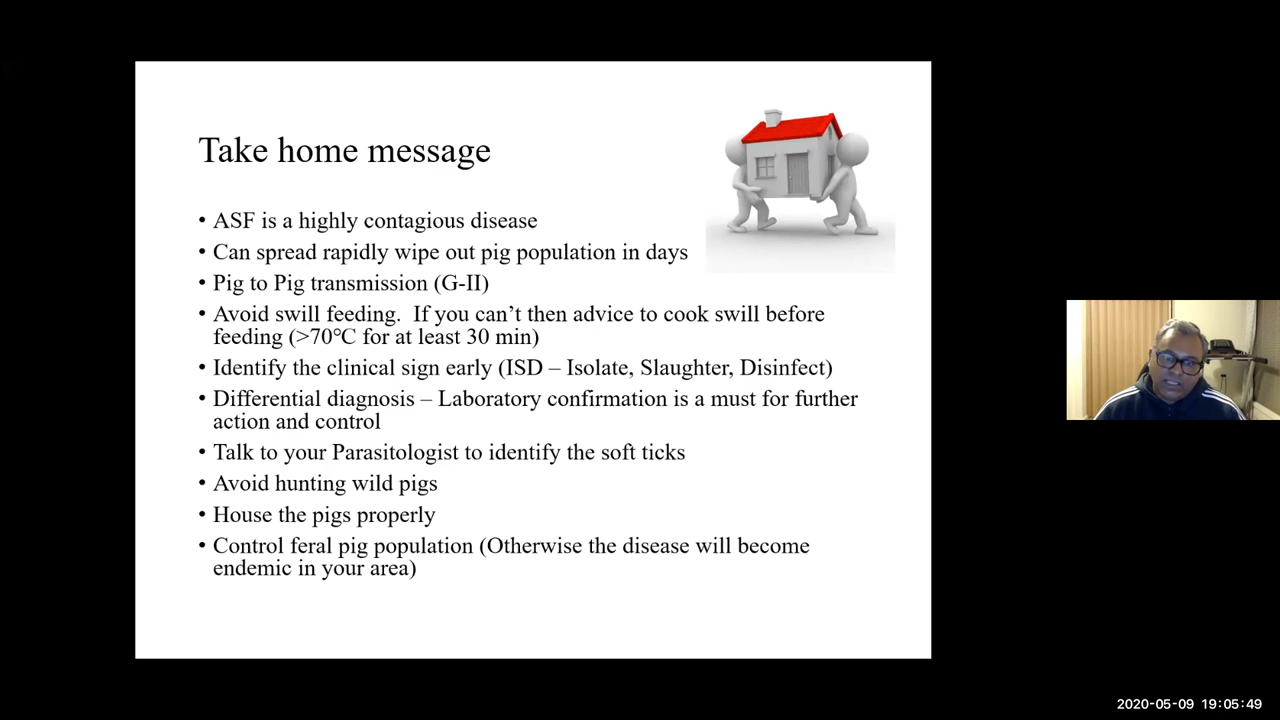 Take home message
• ASF is a highly contagious disease
• Can spread rapidly wipe out pig population in days
• Pig to Pig transmission (G-II)
• Avoid swill feeding.  If you can’t then advice to cook swill before
feeding (>70℃ for at least 30 min)
• Identify the clinical sign early (ISD – Isolate, Slaughter, Disinfect)
• Differential diagnosis – Laboratory confirmation is a must for further
action and control
• Talk to your Parasitologist to identify the soft ticks
• Avoid hunting wild pigs
• House the pigs properly
• Control feral pig population (Otherwise the disease will become
endemic in your area)
2020-05-09 19:05:49